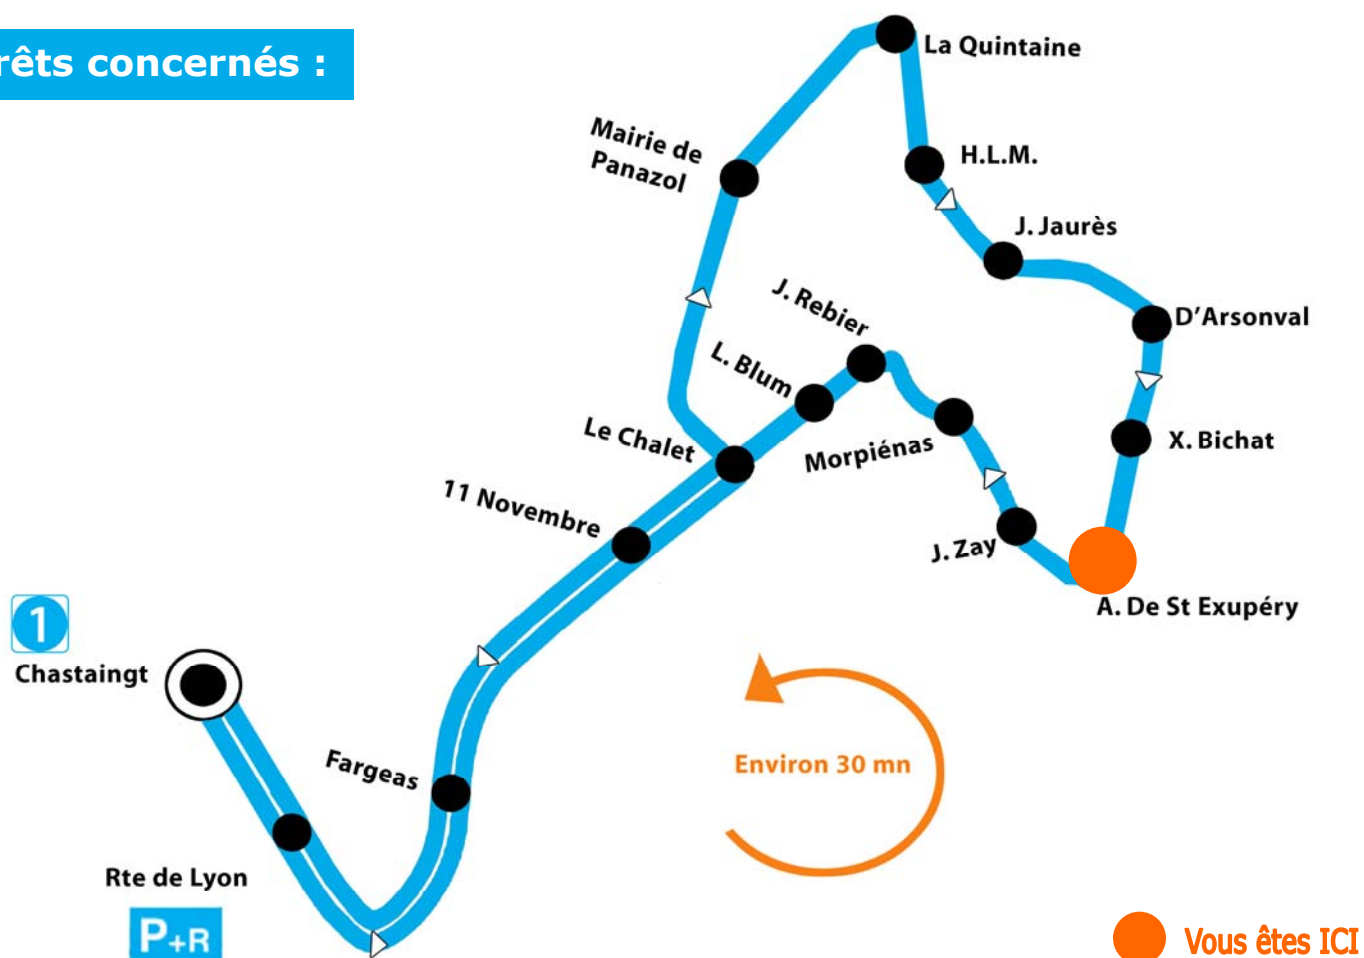 rêts concernés :
La Quintaine
Mairie de
Panazol
H.L.M.
J. Jaurès
J. Rebier
D'Arsonval
L. Blum
Le Chalet
Morpiénas
X. Bichat
11 Novembre
J. Zay
A. De St Exupéry
1
Chastaingt
Fargeas
Environ 30 mn
Rte de Lyon
P+R
Vous êtes ICI